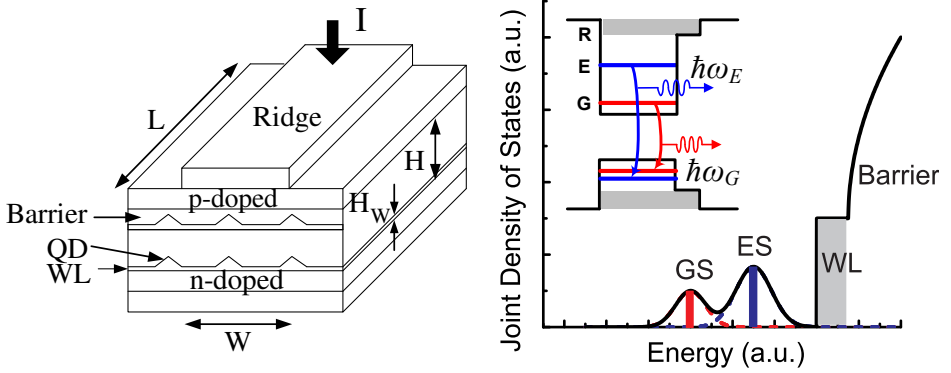 I
L
Ridge
H
p-doped
Barrier
H_W
QD
WL
n-doped
W
Joint Density of States (a.u.)
R
E
ħω_E
G
ħω_G
Barrier
ES
GS
WL
Energy (a.u.)